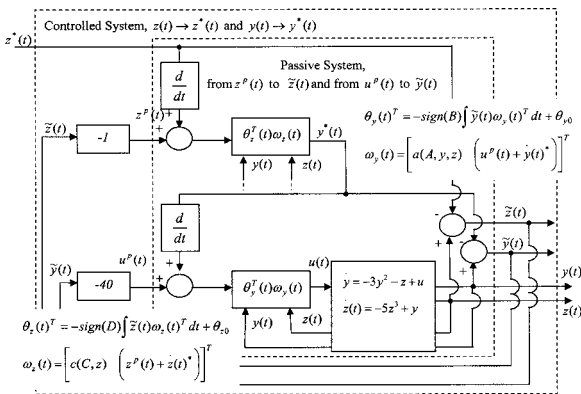 Controlled System, z(t) → z*(t) and y(t) → y*(t)
z*(t)
Passive System,
from z^p(t) to z̃(t) and from u^p(t) to ỹ(t)
d/dt
z^p(t)
+
z̃(t)
-1
+
θ_z^T(t)ω_z(t)
y*(t)
y(t)
z(t)
θ_y(t)^T = -sign(B)∫ỹ(t)ω_y(t)^T dt + θ_y0
ω_y(t) = [a(A, y, z) (u^p(t) + ẏ(t)*)]^T
d/dt
-
z̃(t)
-
+
ỹ(t)
+
+
ỹ(t)
u^p(t)
-40
+
θ_y^T(t)ω_y(t)
u(t)
ẏ = -3y² - z + u
ż(t) = -5z³ + y
y(t)
z(t)
y(t)
z(t)
θ_z(t)^T = -sign(D)∫z̃(t)ω_z(t)^T dt + θ_z0
ω_z(t) = [c(C, z) (z^p(t) + ż(t)*)]^T